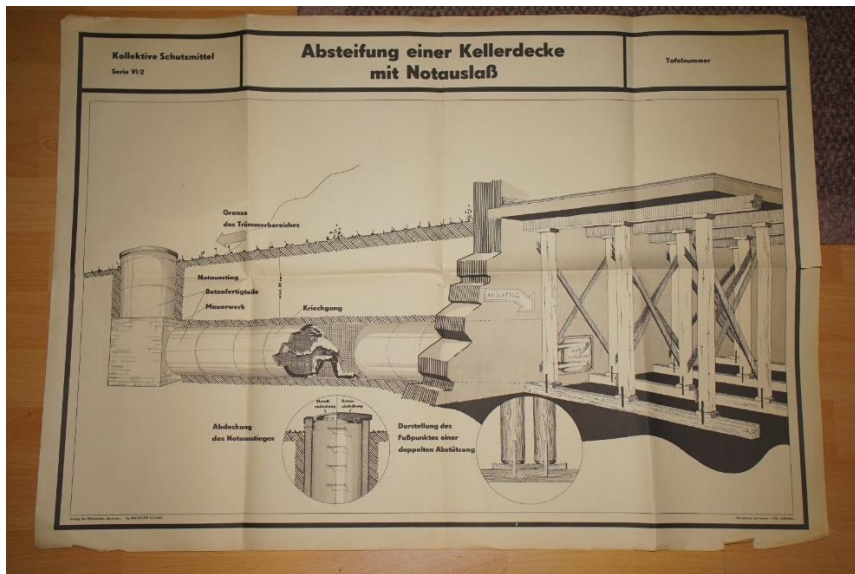 Kollektive Schutzmittel
Serie VI/2
Absteifung einer Kellerdecke
mit Notauslaß
Tafelnummer
Grenze
des Trümmerbereiches
Notausstieg
Betonfertigteile
Mauerwerk
Kriechgang
Abdeckung
des Notausstieges
Darstellung des
Fußpunktes einer
doppelten Abstützung